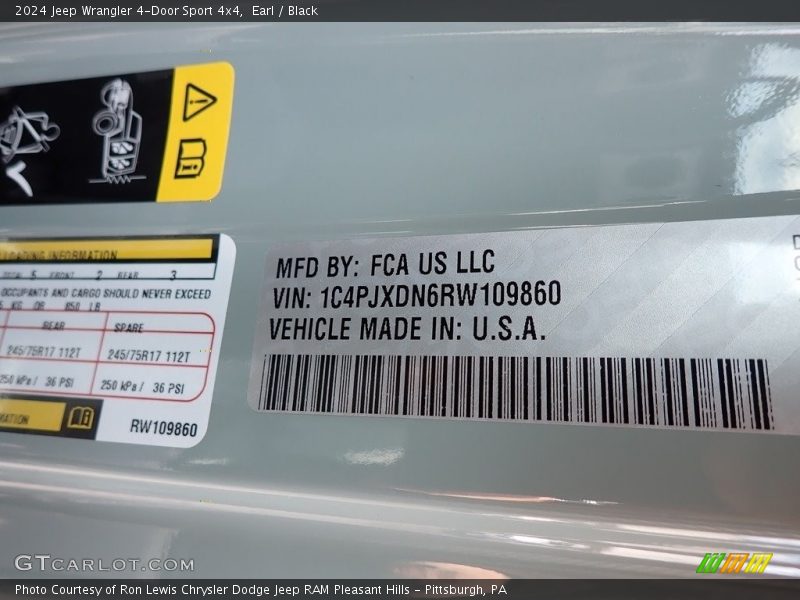 2024 Jeep Wrangler 4-Door Sport 4x4, Earl / Black
LOADING INFORMATION
5 FRONT 2 REAR 3
OCCUPANTS AND CARGO SHOULD NEVER EXCEED
KG OR 850 LB
REAR SPARE
245/75R17 112T 245/75R17 112T
250 kPa / 36 PSI 250 kPa / 36 PSI
RW109860
MFD BY: FCA US LLC
VIN: 1C4PJXDN6RW109860
VEHICLE MADE IN: U.S.A.
GTCARLOT.COM
Photo Courtesy of Ron Lewis Chrysler Dodge Jeep RAM Pleasant Hills - Pittsburgh, PA